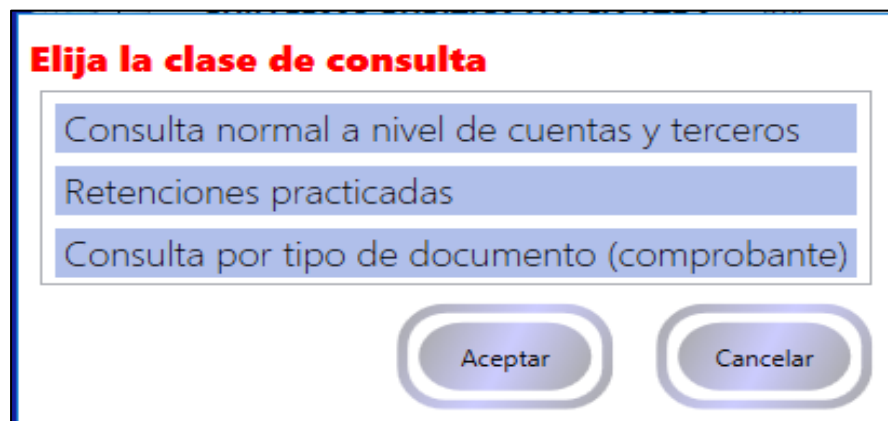 Elija la clase de consulta
Consulta normal a nivel de cuentas y terceros
Retenciones practicadas
Consulta por tipo de documento (comprobante)
Aceptar Cancelar